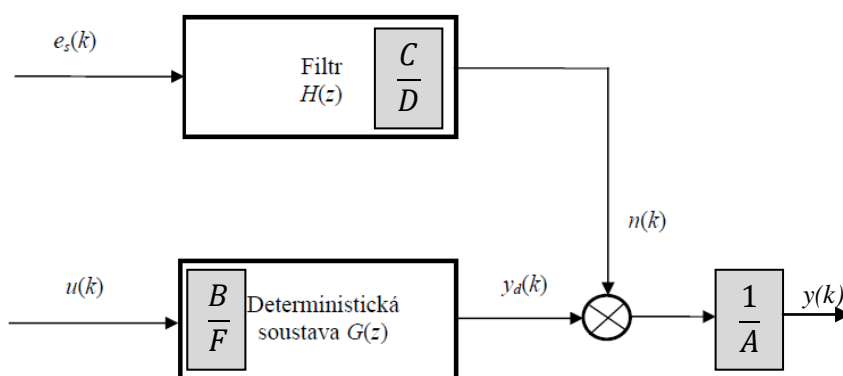 e_s(k)
Filtr
H(z)
C
D
n(k)
u(k)
B
F
Deterministická
soustava G(z)
y_d(k)
1
A
y(k)